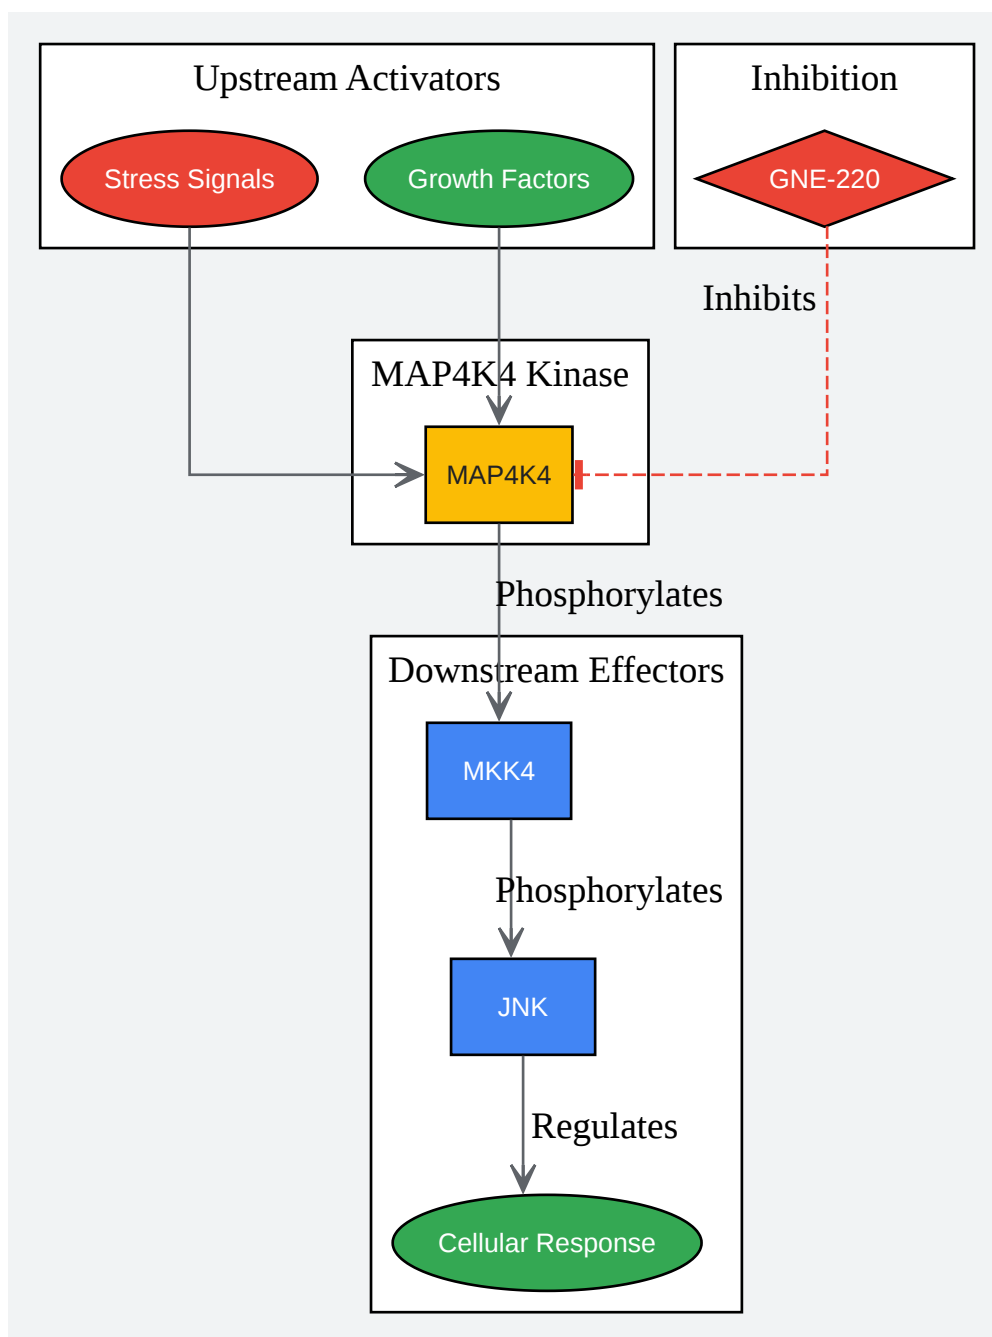 Upstream Activators
Inhibition
Stress Signals
Growth Factors
GNE-220
Inhibits
MAP4K4 Kinase
MAP4K4
Phosphorylates
Downstream Effectors
MKK4
Phosphorylates
JNK
Regulates
Cellular Response